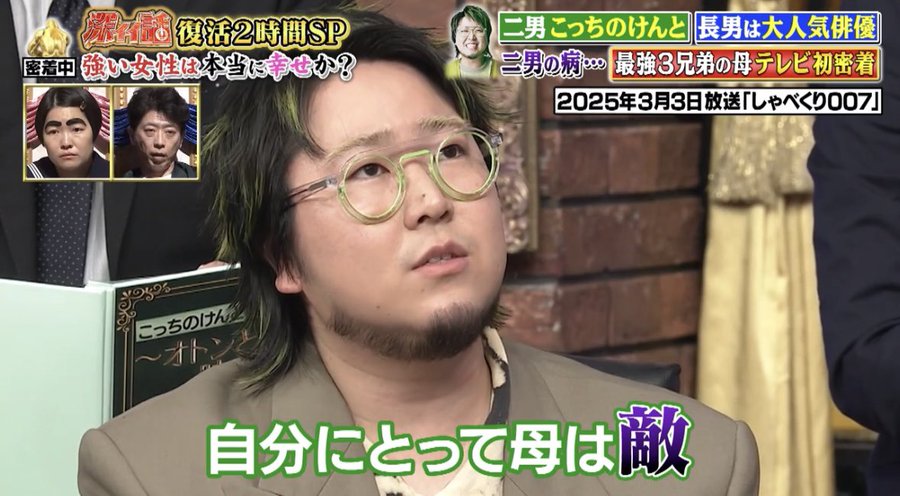 深イイ話 復活2時間SP
密着中 強い女性は本当に幸せか?
二男 こっちのけんと
長男は大人気俳優
二男の病…
最強3兄弟の母 テレビ初密着
2025年3月3日放送「しゃべくり007」
こっちのけん
~オトンと
自分にとって母は敵